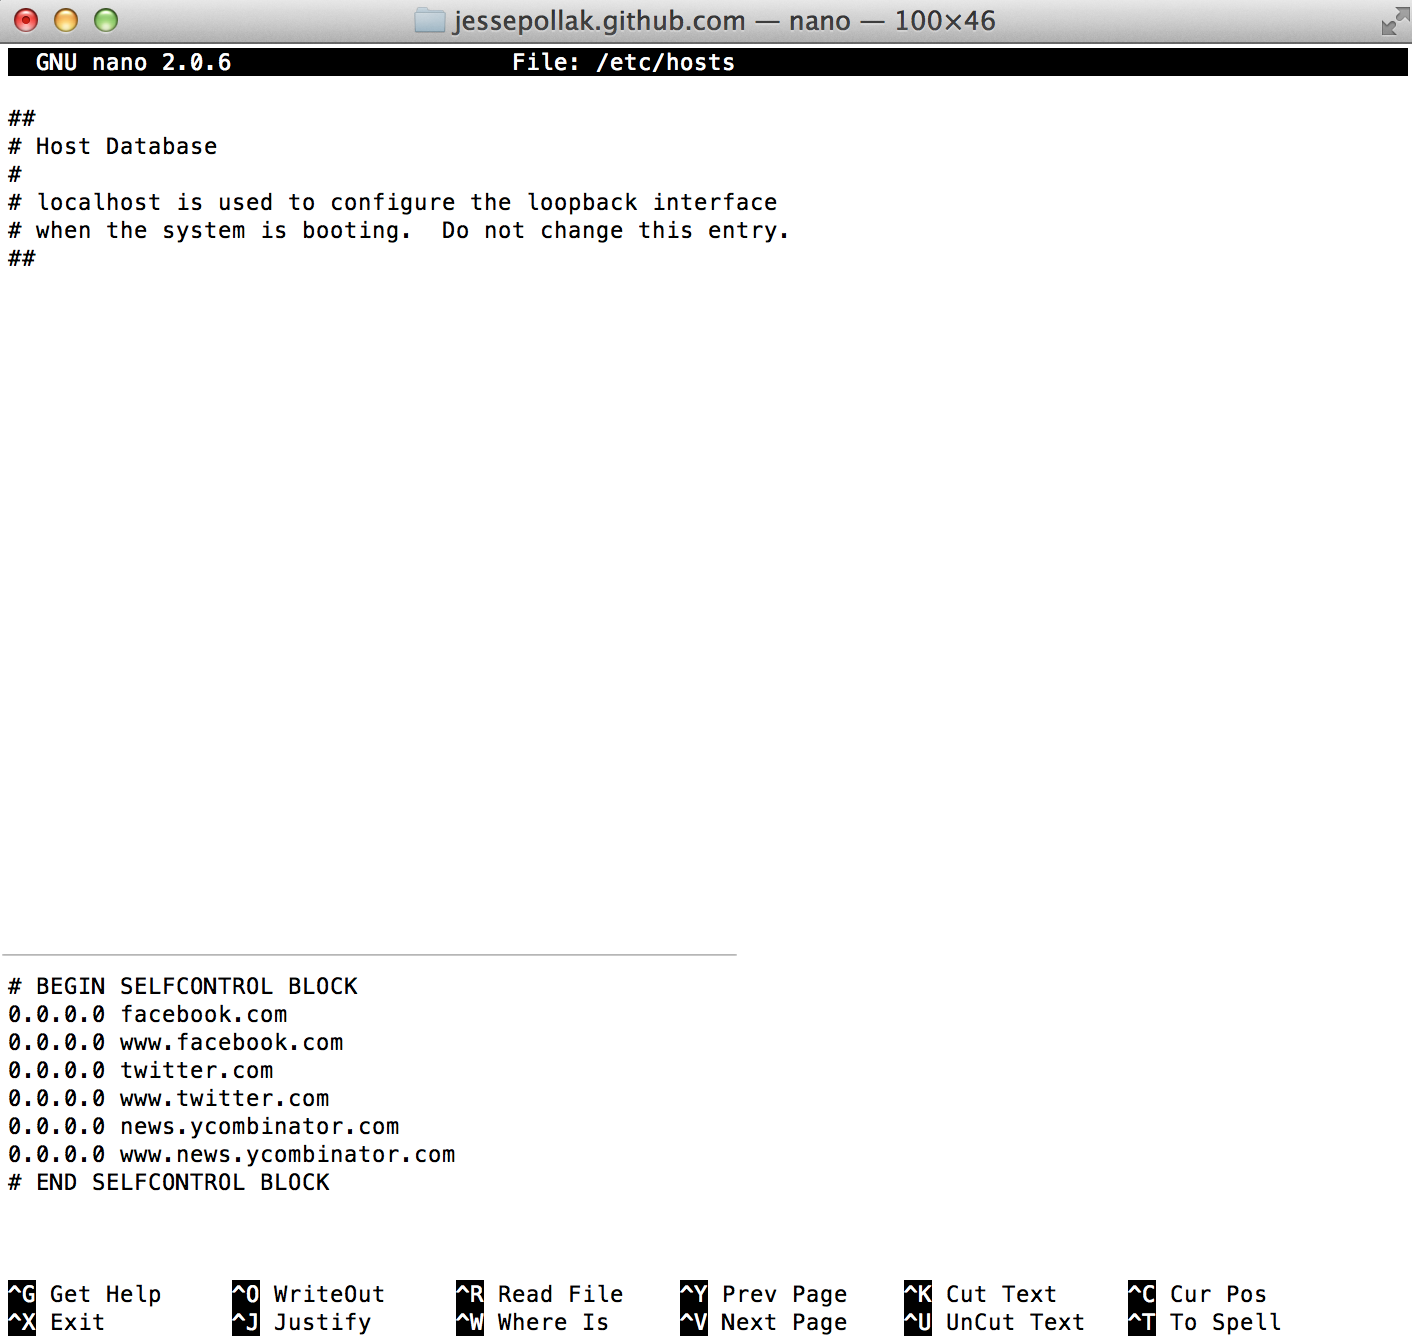 jessepollak.github.com — nano — 100×46
GNU nano 2.0.6 File: /etc/hosts
##
# Host Database
#
# localhost is used to configure the loopback interface
# when the system is booting.  Do not change this entry.
##
# BEGIN SELFCONTROL BLOCK
0.0.0.0 facebook.com
0.0.0.0 www.facebook.com
0.0.0.0 twitter.com
0.0.0.0 www.twitter.com
0.0.0.0 news.ycombinator.com
0.0.0.0 www.news.ycombinator.com
# END SELFCONTROL BLOCK
^G Get Help ^O WriteOut ^R Read File ^Y Prev Page ^K Cut Text ^C Cur Pos
^X Exit ^J Justify ^W Where Is ^V Next Page ^U UnCut Text ^T To Spell